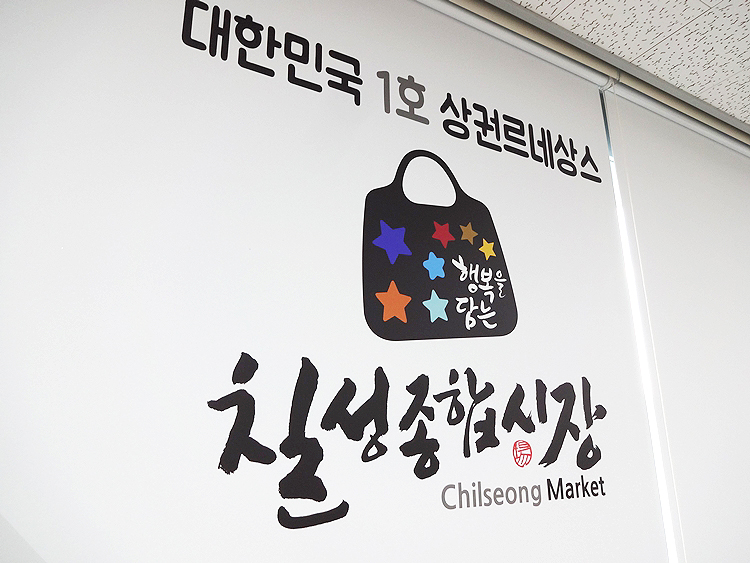 대한민국 1호 상권르네상스
행복을
담는
칠성종합시장
Chilseong Market